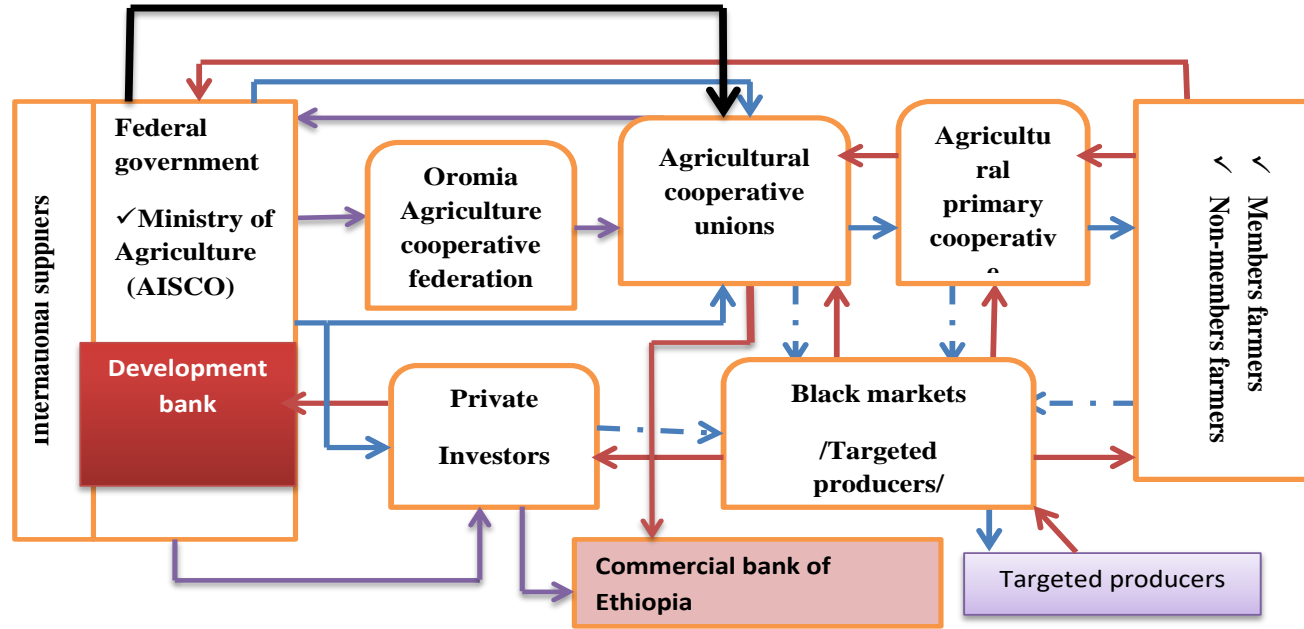 International suppliers
Federal
government
✓Ministry of
Agriculture
(AISCO)
Development
bank
Oromia
Agriculture
cooperative
federation
Agricultural
cooperative
unions
Agricultu
ral
primary
cooperativ
✓ Members farmers
✓ Non-members farmers
Private
Investors
Black markets
/Targeted
producers/
Commercial bank of
Ethiopia
Targeted producers